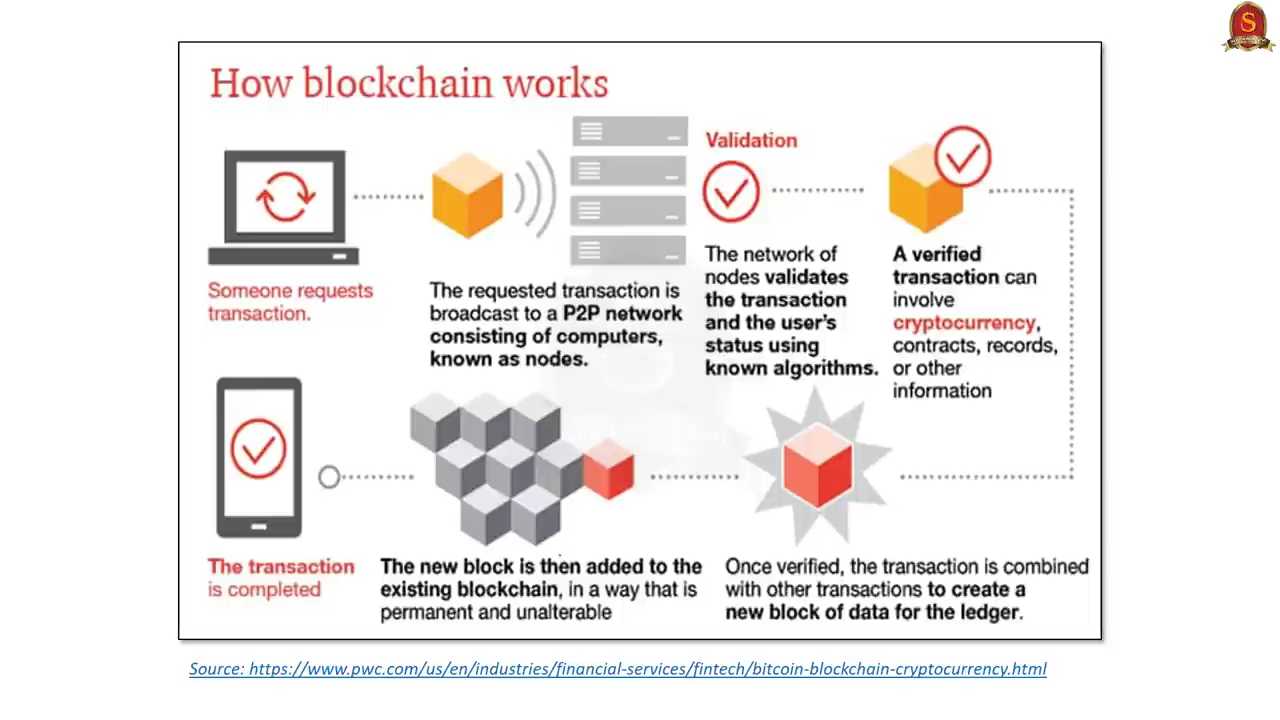 How blockchain works
Someone requests
transaction.
The requested transaction is
broadcast to a P2P network
consisting of computers,
known as nodes.
Validation
The network of
nodes validates
the transaction
and the user's
status using
known algorithms.
A verified
transaction can
involve
cryptocurrency,
contracts, records,
or other
information
Once verified, the transaction is combined
with other transactions to create a
new block of data for the ledger.
The new block is then added to the
existing blockchain, in a way that is
permanent and unalterable
The transaction
is completed
Source: https://www.pwc.com/us/en/industries/financial-services/fintech/bitcoin-blockchain-cryptocurrency.html
S